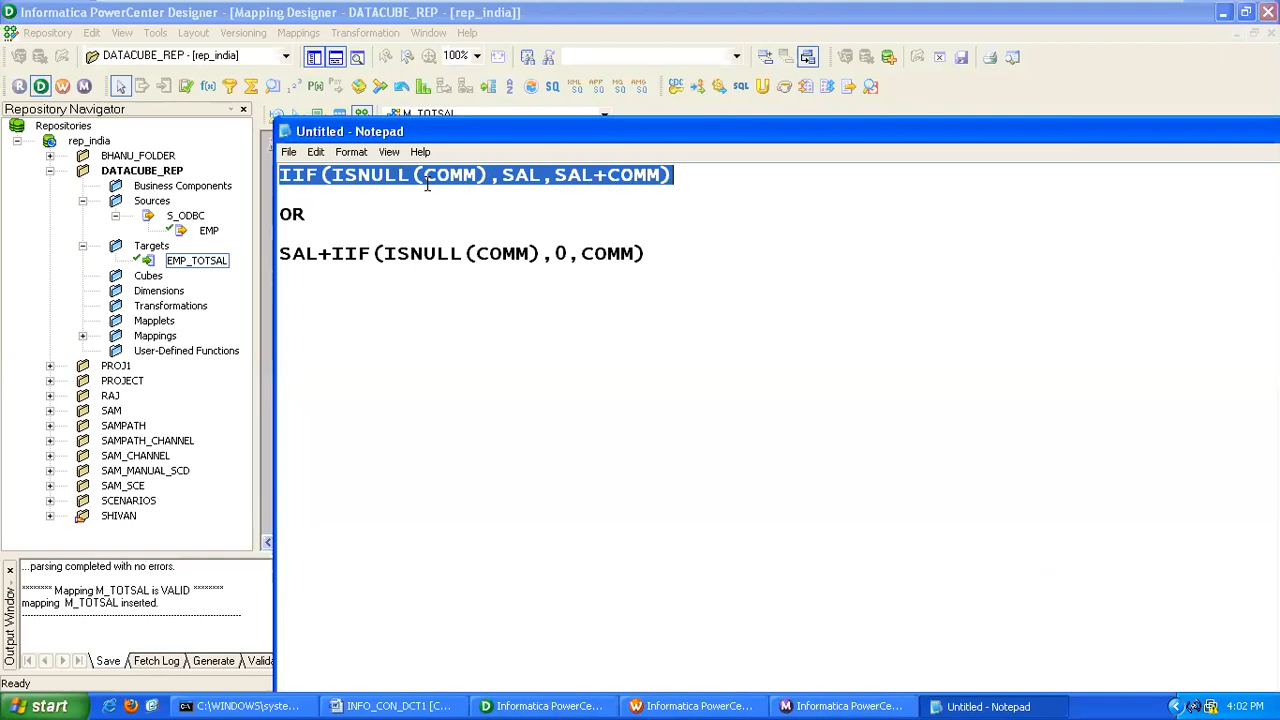 Informatica PowerCenter Designer - [Mapping Designer - DATACUBE_REP - [rep_india]]
Repository Edit View Tools Layout Versioning Mappings Transformation Window Help
DATACUBE_REP - [rep_india] 100%
Repository Navigator
M_TOTSAL
Repositories
rep_india
BHANU_FOLDER
DATACUBE_REP
Business Components
Sources
S_ODBC
EMP
Targets
EMP_TOTSAL
Cubes
Dimensions
Transformations
Mapplets
Mappings
User-Defined Functions
PROJ1
PROJECT
RAJ
SAM
SAMPATH
SAMPATH_CHANNEL
SAM_CHANNEL
SAM_MANUAL_SCD
SAM_SCE
SCENARIOS
SHIVAN
Untitled - Notepad
File Edit Format View Help
IIF(ISNULL(COMM),SAL,SAL+COMM)
OR
SAL+IIF(ISNULL(COMM),0,COMM)
Output Window
...parsing completed with no errors.
******** Mapping M_TOTSAL is VALID ********
mapping M_TOTSAL inserted.
Save Fetch Log Generate Valida
Ready
start C:\WINDOWS\syste... INFO_CON_DCT1 [C... Informatica PowerCe... Informatica PowerCe... Informatica PowerCe... Untitled - Notepad 4:02 PM